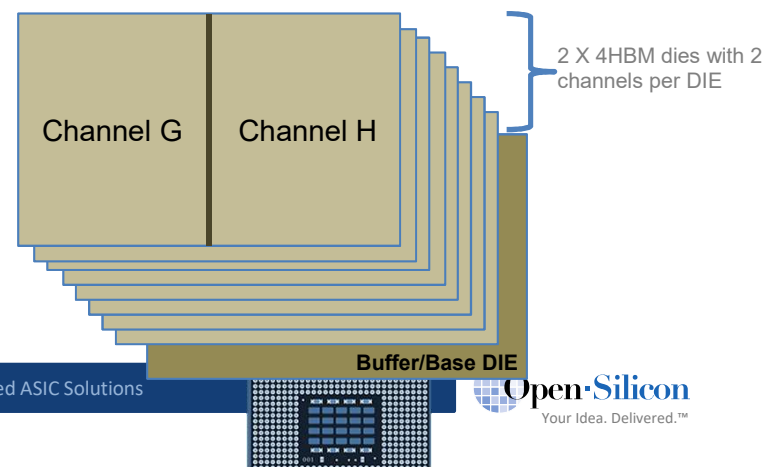 2 X 4HBM dies with 2
channels per DIE
Channel G
Channel H
Buffer/Base DIE
ed ASIC Solutions
Open-Silicon
Your Idea. Delivered.™
001